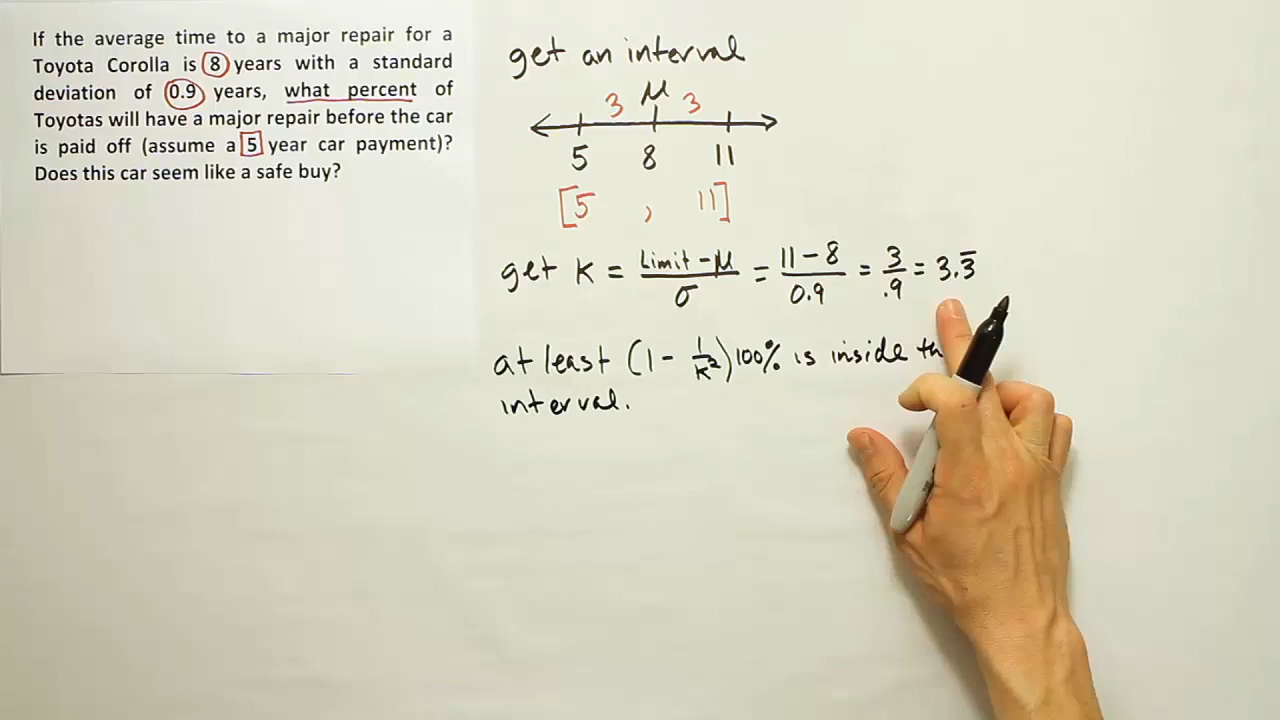 If the average time to a major repair for a
Toyota Corolla is 8 years with a standard
deviation of 0.9 years, what percent of
Toyotas will have a major repair before the car
is paid off (assume a 5 year car payment)?
Does this car seem like a safe buy?
get an interval
3 μ 3
5 8 11
[5 , 11]
get K = Limit - μ / σ = 11 - 8 / 0.9 = 3 / .9 = 3.3̅
at least (1 - 1/K²)100% is inside
interval.